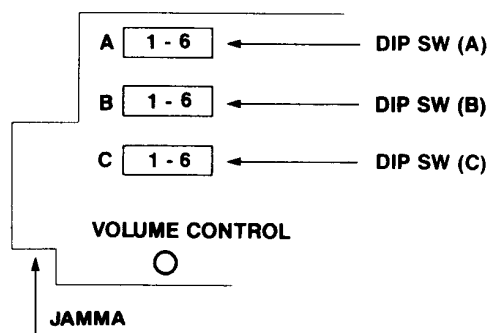 A 1 - 6 DIP SW (A)
B 1 - 6 DIP SW (B)
C 1 - 6 DIP SW (C)
VOLUME CONTROL
JAMMA